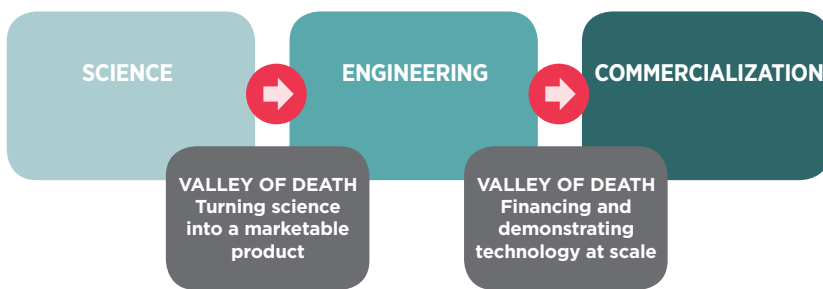 SCIENCE
ENGINEERING
COMMERCIALIZATION
VALLEY OF DEATH
Turning science
into a marketable
product
VALLEY OF DEATH
Financing and
demonstrating
technology at scale